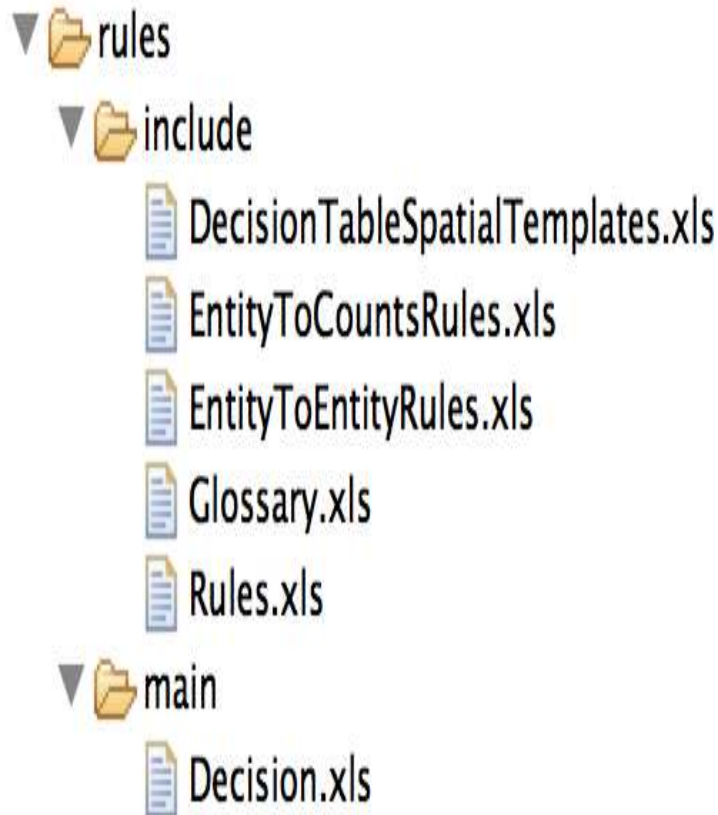 rules
include
DecisionTableSpatialTemplates.xls
EntityToCountsRules.xls
EntityToEntityRules.xls
Glossary.xls
Rules.xls
main
Decision.xls